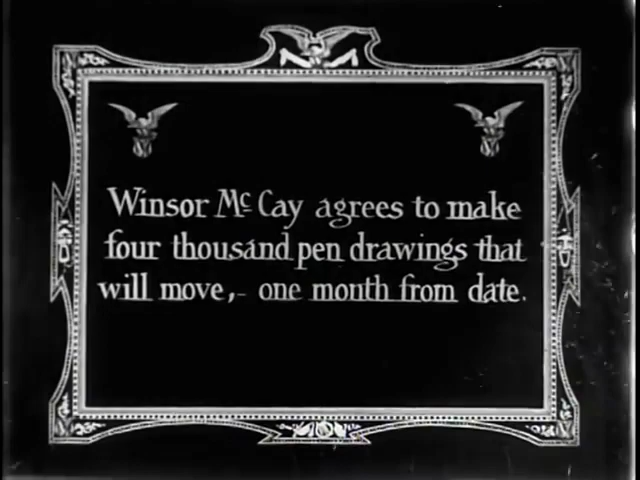 Winsor McCay agrees to make
four thousand pen drawings that
will move,- one month from date.